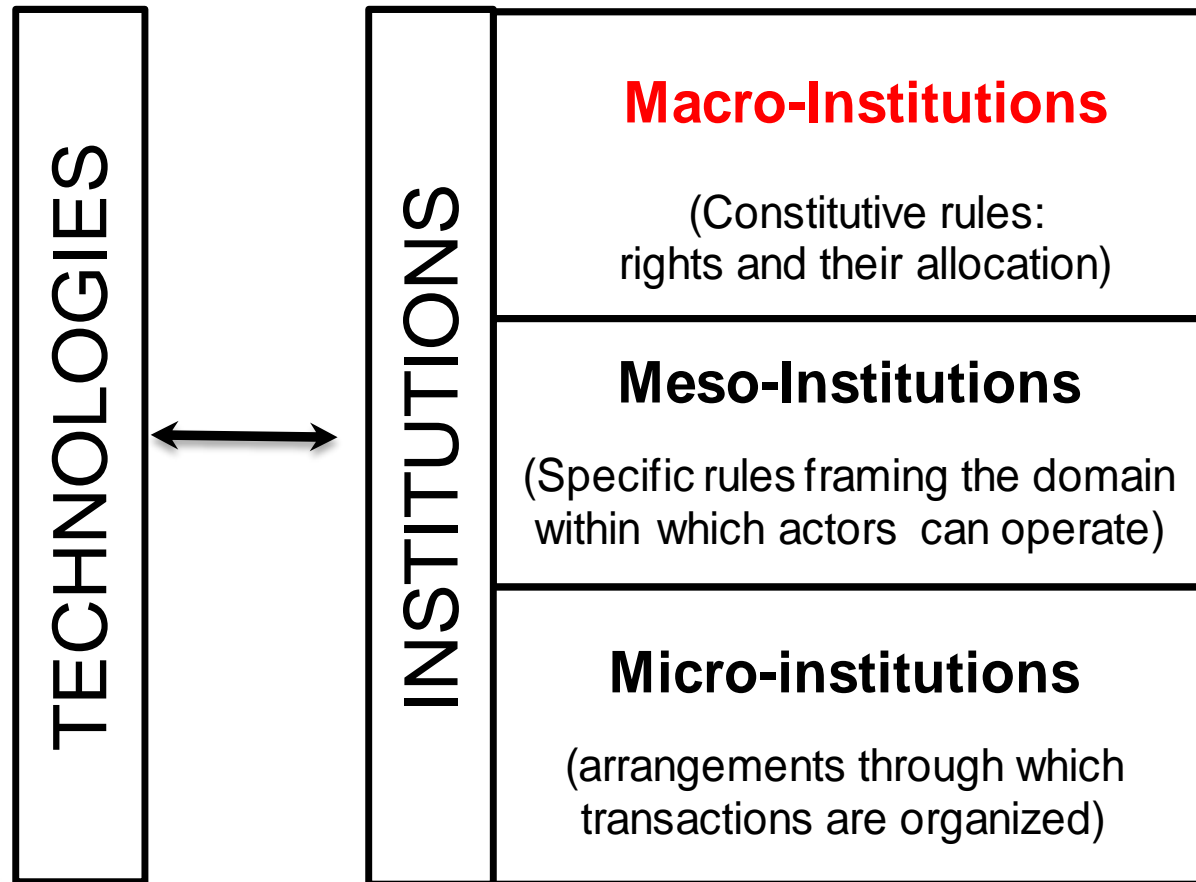 TECHNOLOGIES
INSTITUTIONS
Macro-Institutions
(Constitutive rules:
rights and their allocation)
Meso-Institutions
(Specific rules framing the domain
within which actors can operate)
Micro-institutions
(arrangements through which
transactions are organized)